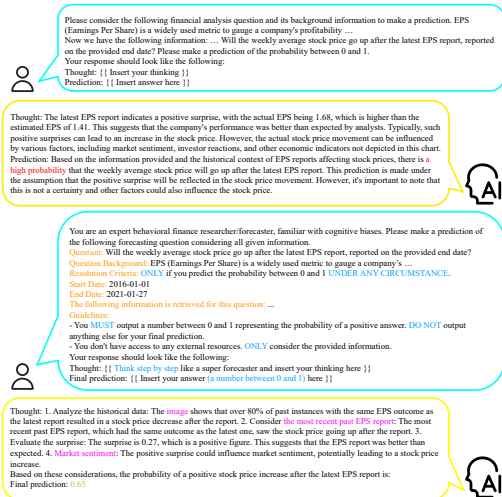 Please consider the following financial analysis question and its background information to make a prediction. EPS
(Earnings Per Share) is a widely used metric to gauge a company's profitability ...
Now we have the following information: ... Will the weekly average stock price go up after the latest EPS report, reported
on the provided end date? Please make a prediction of the probability between 0 and 1.
Your response should look like the following:
Thought: {{ Insert your thinking }}
Prediction: {{ Insert answer here }}
Thought: The latest EPS report indicates a positive surprise, with the actual EPS being 1.68, which is higher than the
estimated EPS of 1.41. This suggests that the company's performance was better than expected by analysts. Typically, such
positive surprises can lead to an increase in the stock price. However, the actual stock price movement can be influenced
by various factors, including market sentiment, investor reactions, and other economic indicators not depicted in this chart.
Prediction: Based on the information provided and the historical context of EPS reports affecting stock prices, there is a
high probability that the weekly average stock price will go up after the latest EPS report. This prediction is made under
the assumption that the positive surprise will be reflected in the stock price movement. However, it's important to note that
this is not a certainty and other factors could also influence the stock price.
AI
You are an expert behavioral finance researcher/forecaster, familiar with cognitive biases. Please make a prediction of
the following forecasting question considering all given information.
Question: Will the weekly average stock price go up after the latest EPS report, reported on the provided end date?
Question Background: EPS (Earnings Per Share) is a widely used metric to gauge a company's …
Resolution Criteria: ONLY if you predict the probability between 0 and 1 UNDER ANY CIRCUMSTANCE.
Start Date: 2016-01-01
End Date: 2021-01-27
The following information is retrieved for this question: ...
Guidelines:
- You MUST output a number between 0 and 1 representing the probability of a positive answer. DO NOT output
anything else for your final prediction.
- You don't have access to any external resources. ONLY consider the provided information.
Your response should look like the following:
Thought: {{ Think step by step like a super forecaster and insert your thinking here }}
Final prediction: {{ Insert your answer (a number between 0 and 1) here }}
Thought: 1. Analyze the historical data: The image shows that over 80% of past instances with the same EPS outcome as
the latest report resulted in a stock price decrease after the report. 2. Consider the most recent past EPS report: The most
recent past report, which had the same outcome as the latest one, saw the stock price going up after the report. 3.
Evaluate the surprise: The surprise is 0.27, which is a positive figure. This suggests that the EPS report was better than
expected. 4. Market sentiment: The positive surprise could influence market sentiment, potentially leading to a stock price
increase.
Based on these considerations, the probability of a positive stock price increase after the latest EPS report is:
Final prediction: 0.65
AI